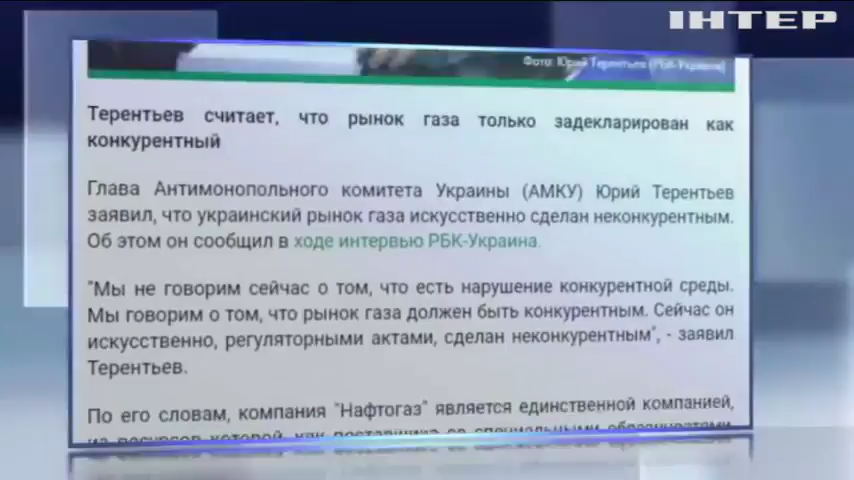 ІНТЕР
Фото: Юрий Терентьев (РБК-Украина)
Терентьев считает, что рынок газа только задекларирован как
конкурентный
Глава Антимонопольного комитета Украины (АМКУ) Юрий Терентьев
заявил, что украинский рынок газа искусственно сделан неконкурентным.
Об этом он сообщил в ходе интервью РБК-Украина.
"Мы не говорим сейчас о том, что есть нарушение конкурентной среды.
Мы говорим о том, что рынок газа должен быть конкурентным. Сейчас он
искусственно, регуляторными актами, сделан неконкурентным", - заявил
Терентьев.
По его словам, компания "Нафтогаз" является единственной компанией,